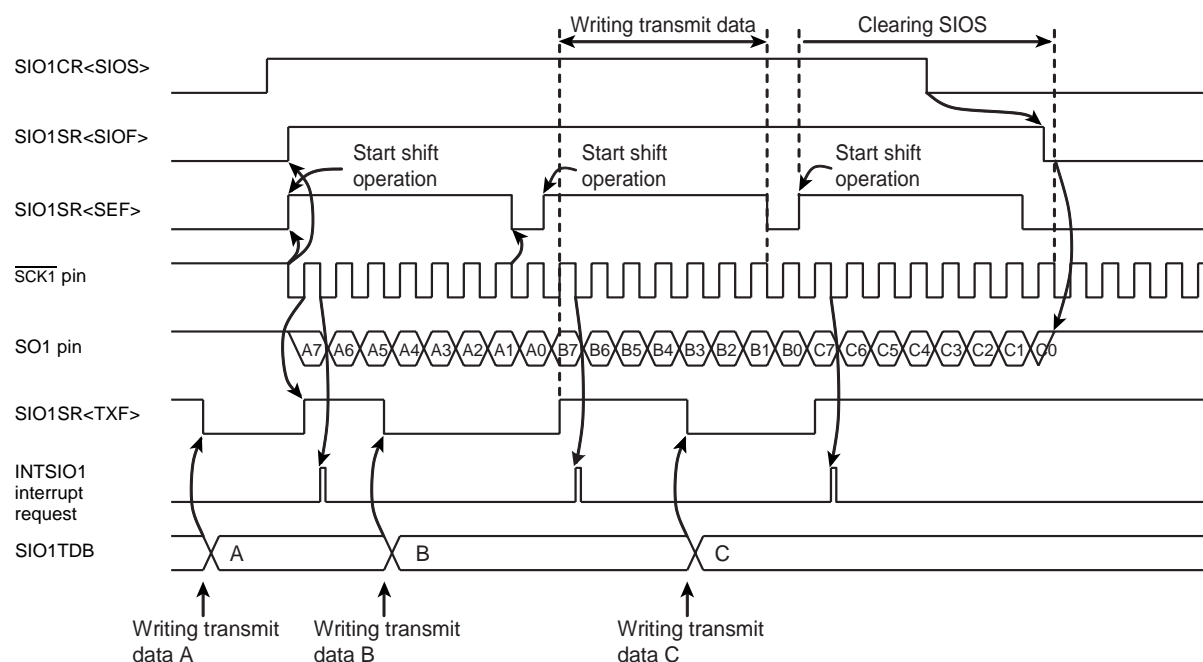 Writing transmit data
Clearing SIOS
SIO1CR<SIOS>
SIO1SR<SIOF>
Start shift
operation
Start shift
operation
Start shift
operation
SIO1SR<SEF>
SCK1 pin
SO1 pin
A7 A6 A5 A4 A3 A2 A1 A0 B7 B6 B5 B4 B3 B2 B1 B0 C7 C6 C5 C4 C3 C2 C1 C0
SIO1SR<TXF>
INTSIO1
interrupt
request
SIO1TDB
A
B
C
Writing transmit
data A
Writing transmit
data B
Writing transmit
data C